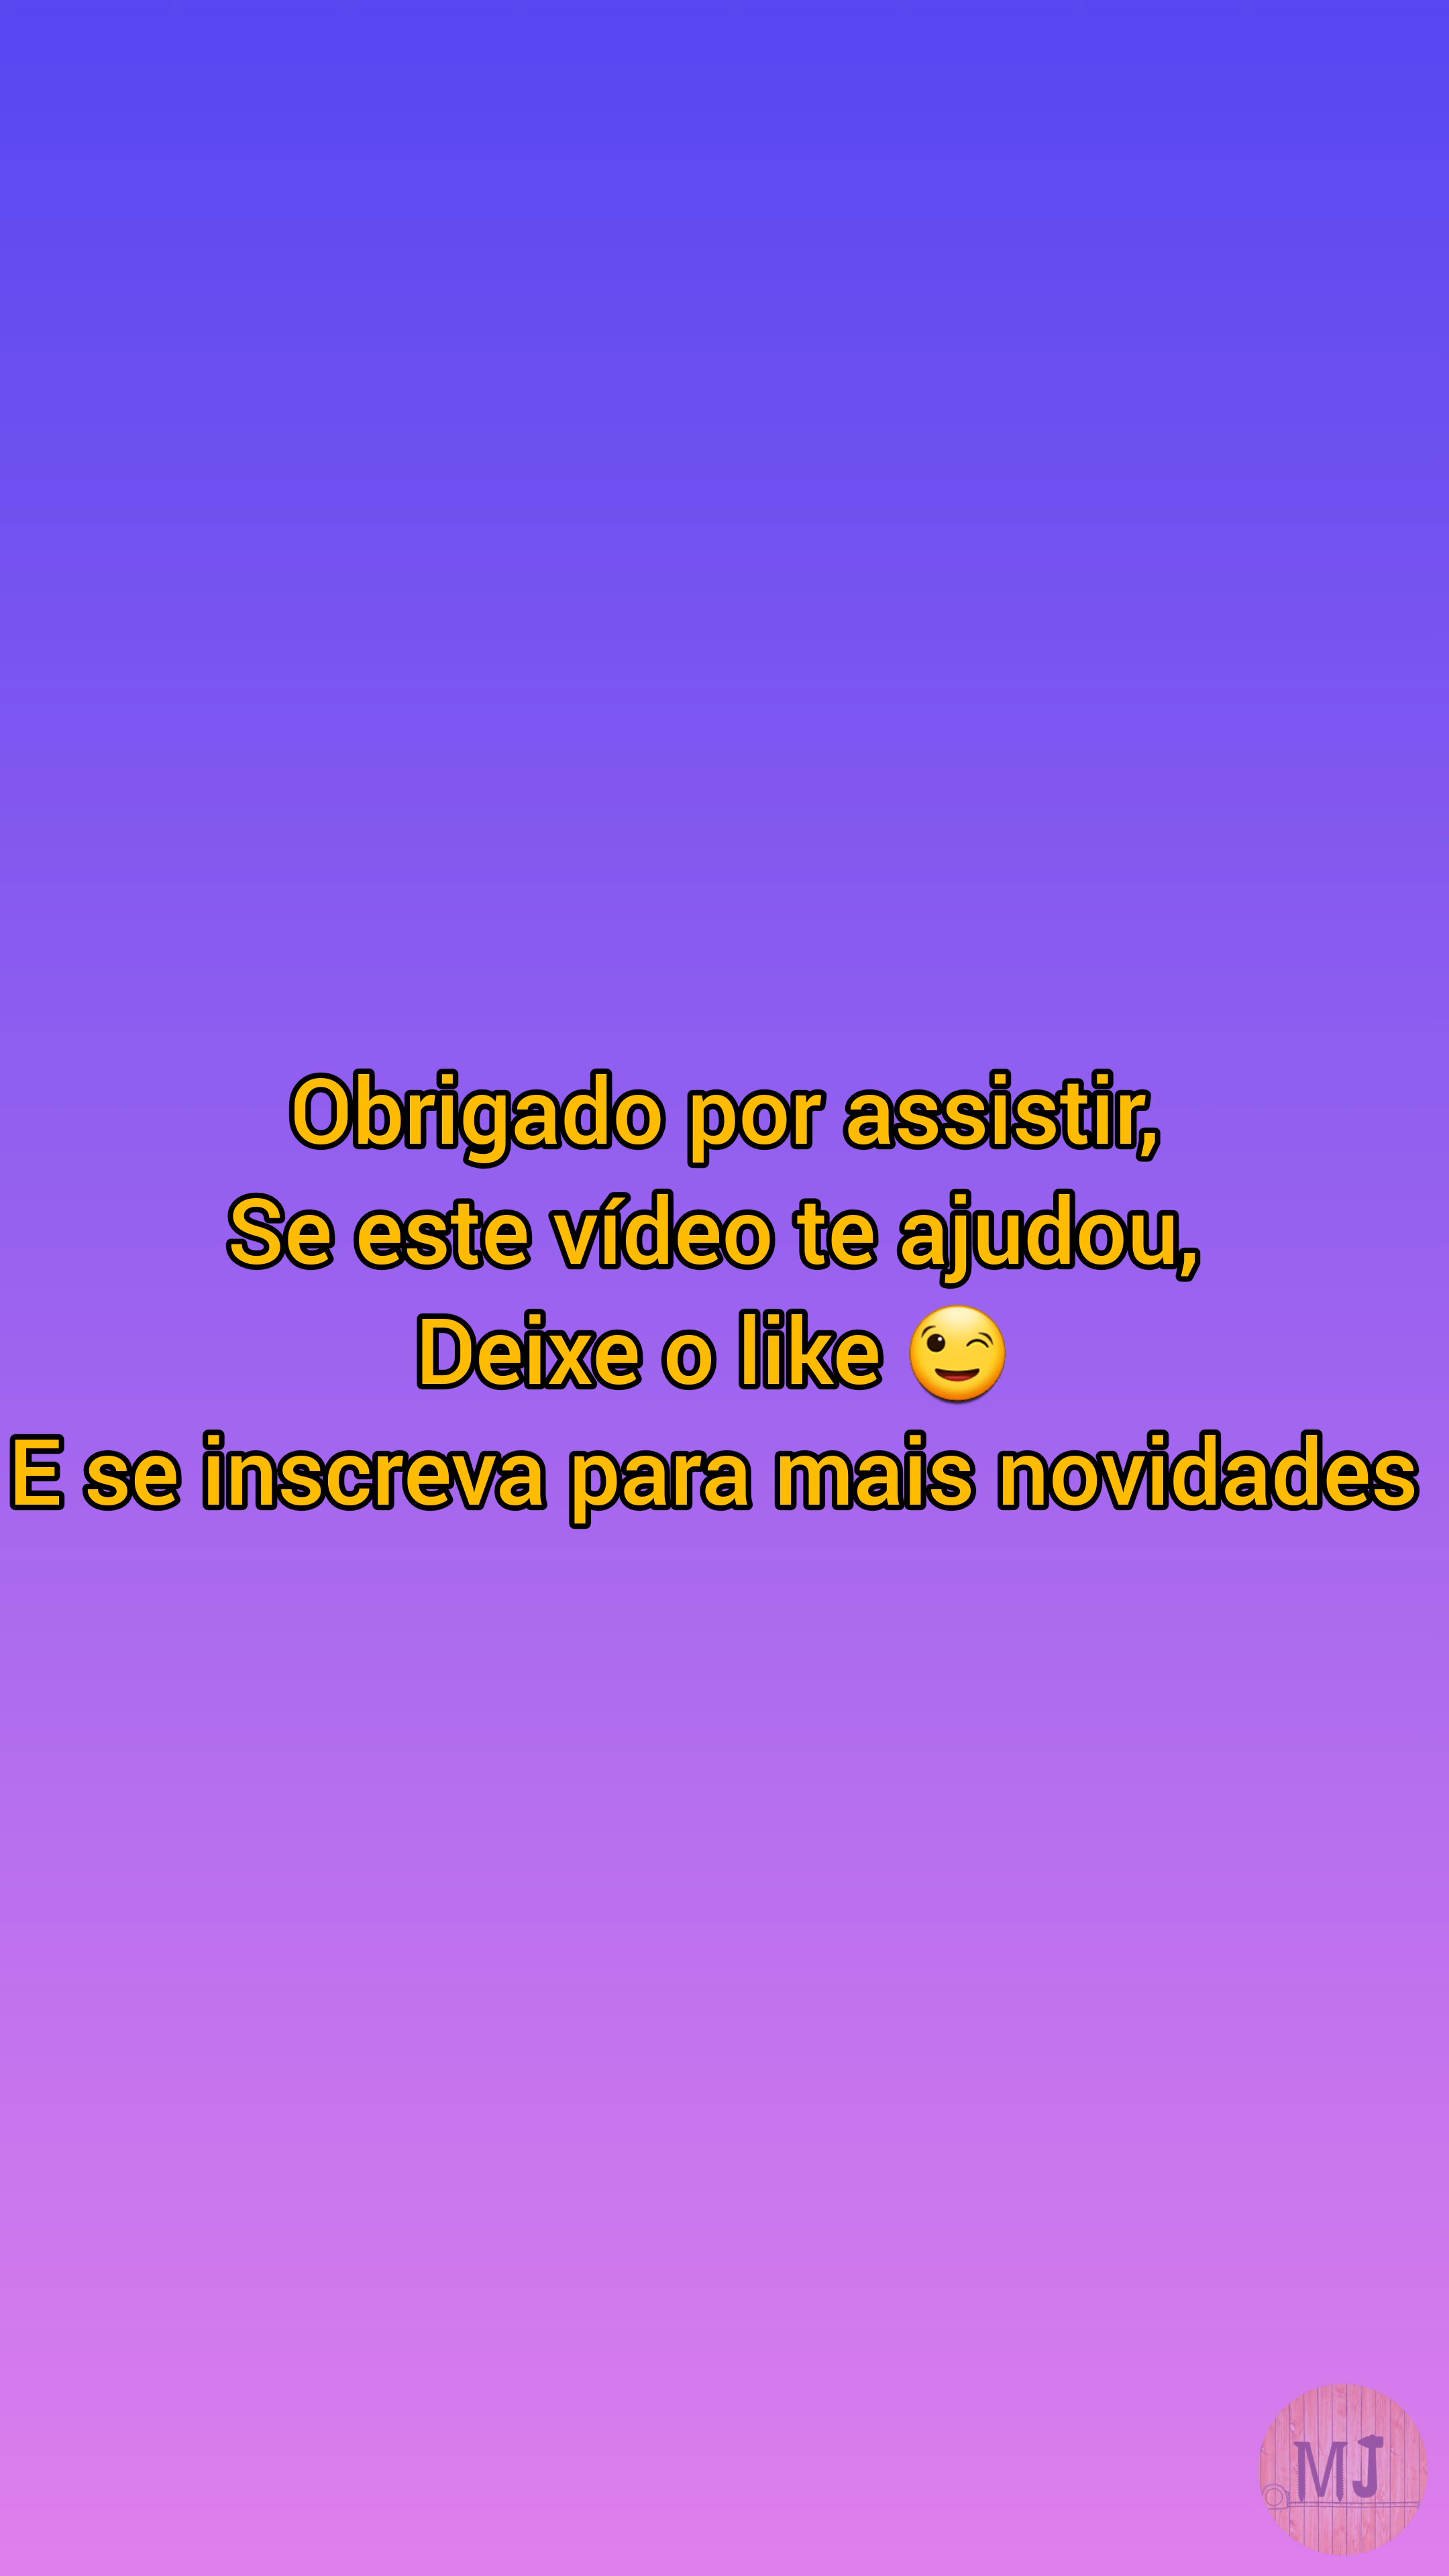 Obrigado por assistir,
Se este vídeo te ajudou,
Deixe o like 😉
E se inscreva para mais novidades
MJ